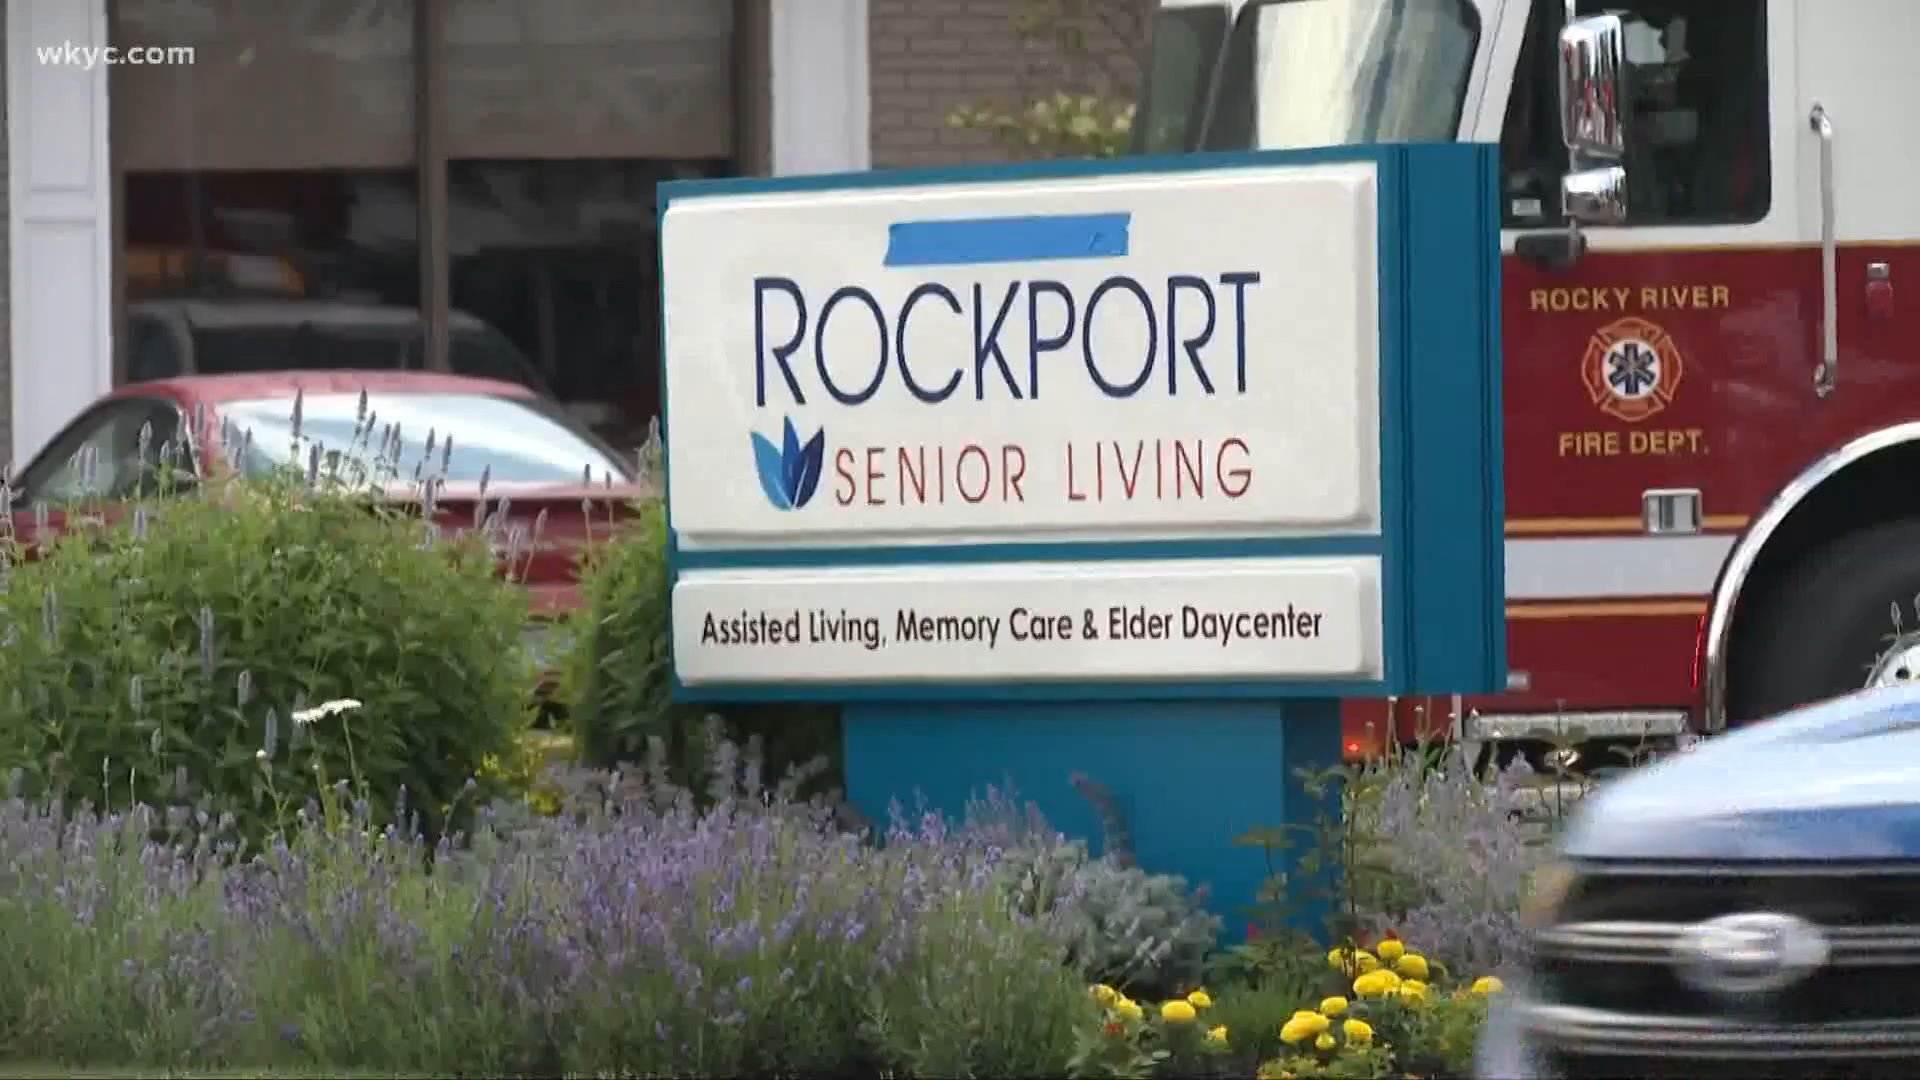 wkyc.com
ROCKPORT
SENIOR LIVING
Assisted Living, Memory Care & Elder Daycenter
ROCKY RIVER
FIRE DEPT.